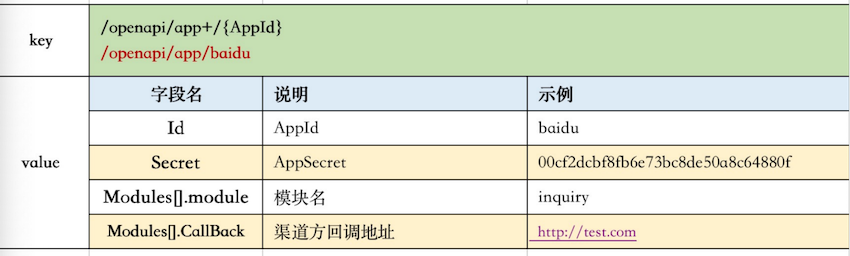 key
/openapi/app+/{AppId}
/openapi/app/baidu
value
字段名 说明 示例
Id AppId baidu
Secret AppSecret 00cf2dcbf8fb6e73bc8de50a8c64880f
Modules[].module 模块名 inquiry
Modules[].CallBack 渠道方回调地址 http://test.com